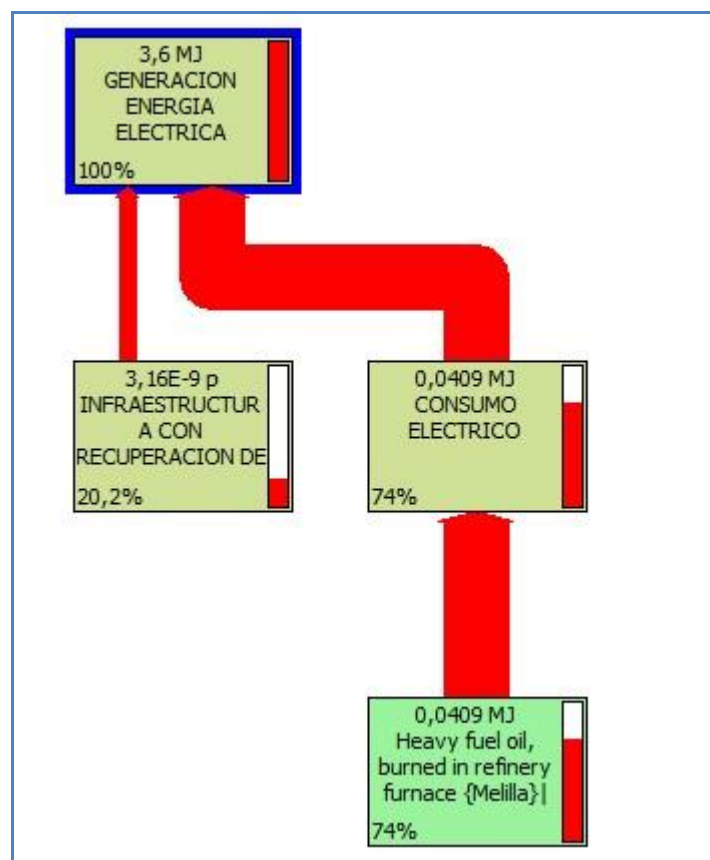 3,6 MJ
GENERACION
ENERGIA
ELECTRICA
100%
3,16E-9 p
INFRAESTRUCTUR
A CON
RECUPERACION DE
20,2%
0,0409 MJ
CONSUMO
ELECTRICO
74%
0,0409 MJ
Heavy fuel oil,
burned in refinery
furnace {Melilla}|
74%